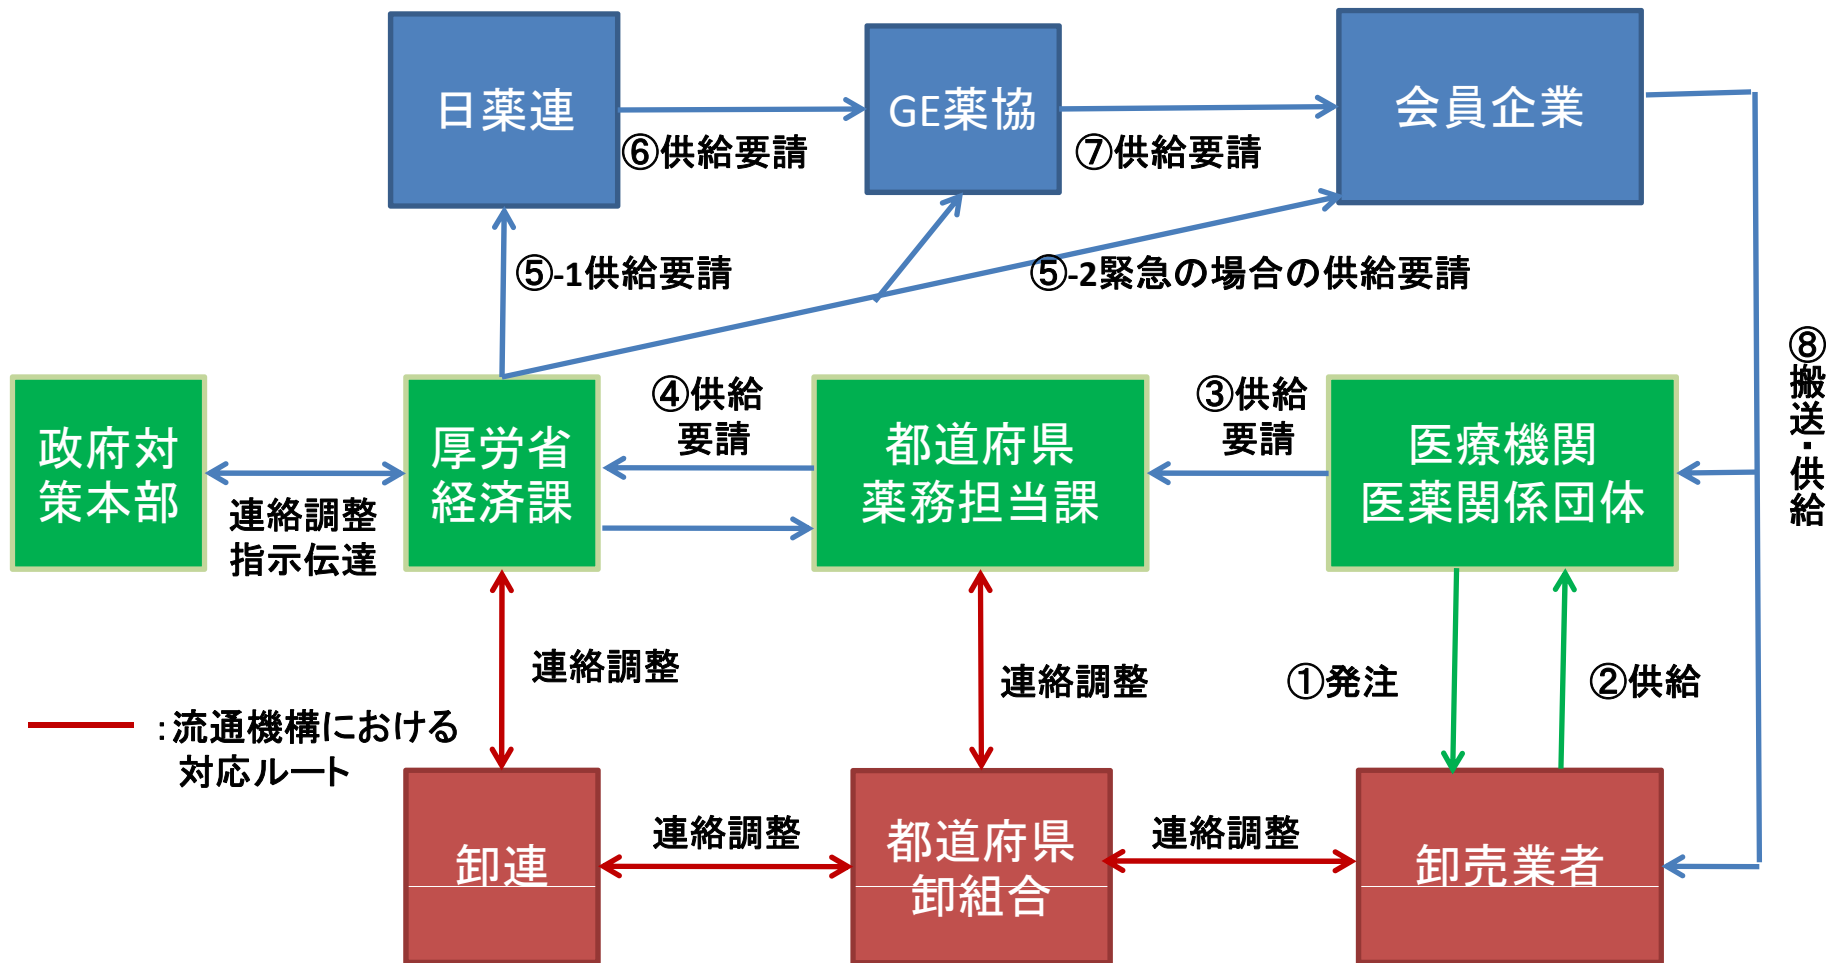 日薬連
GE薬協
会員企業
⑥供給要請
⑦供給要請
⑤-1供給要請
⑤-2緊急の場合の供給要請
⑧搬送・供給
政府対
策本部
連絡調整
指示伝達
厚労省
経済課
④供給
要請
都道府県
薬務担当課
③供給
要請
医療機関
医薬関係団体
連絡調整
連絡調整
①発注
②供給
:流通機構における
対応ルート
卸連
連絡調整
都道府県
卸組合
連絡調整
卸売業者